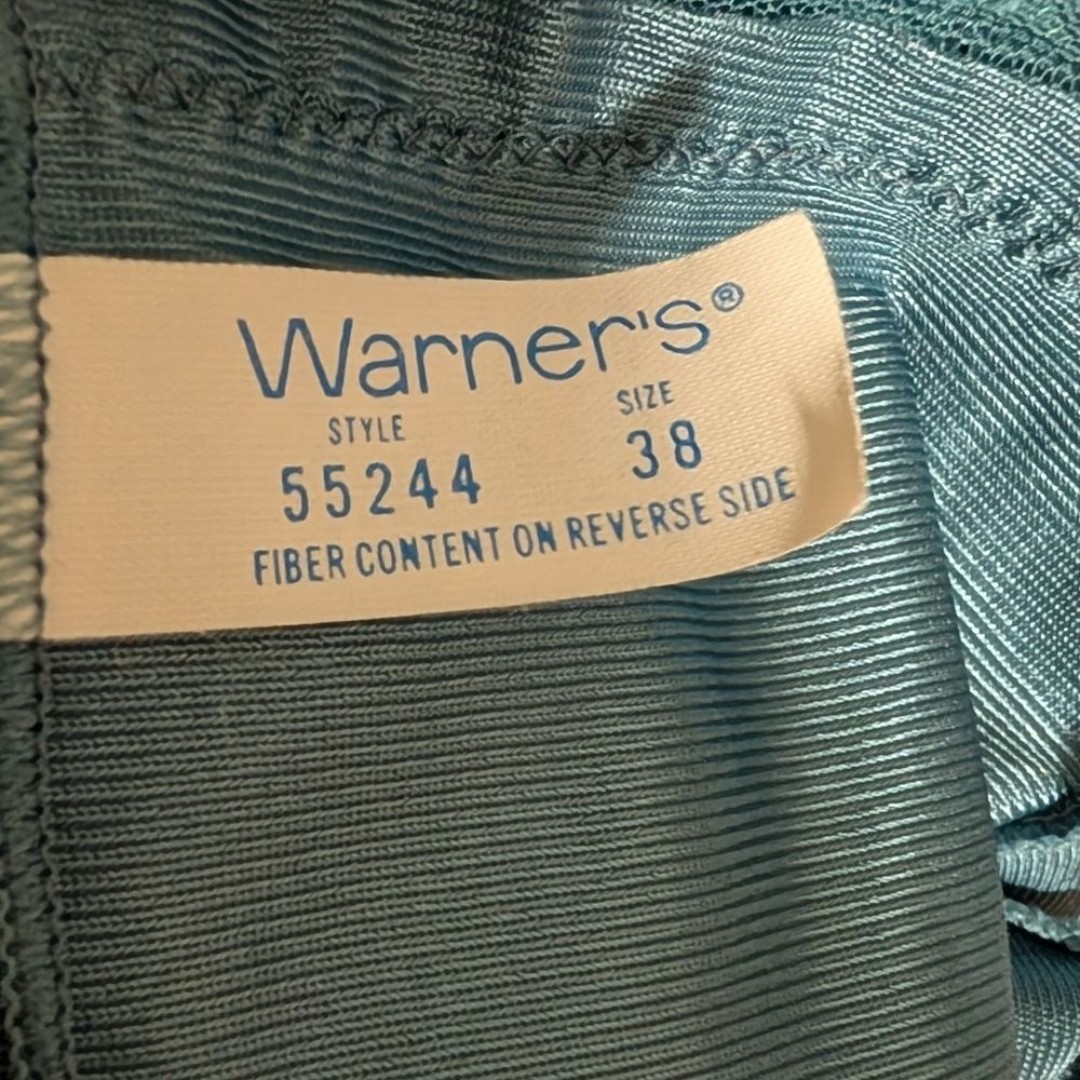 Warner's®
STYLE SIZE
55244 38
FIBER CONTENT ON REVERSE SIDE